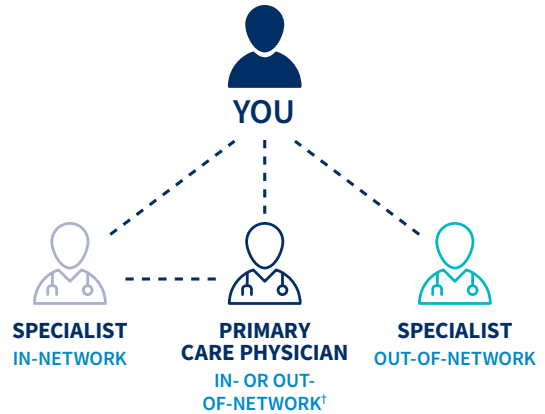 YOU
SPECIALIST
IN-NETWORK
PRIMARY
CARE PHYSICIAN
IN- OR OUT-
OF-NETWORK†
SPECIALIST
OUT-OF-NETWORK